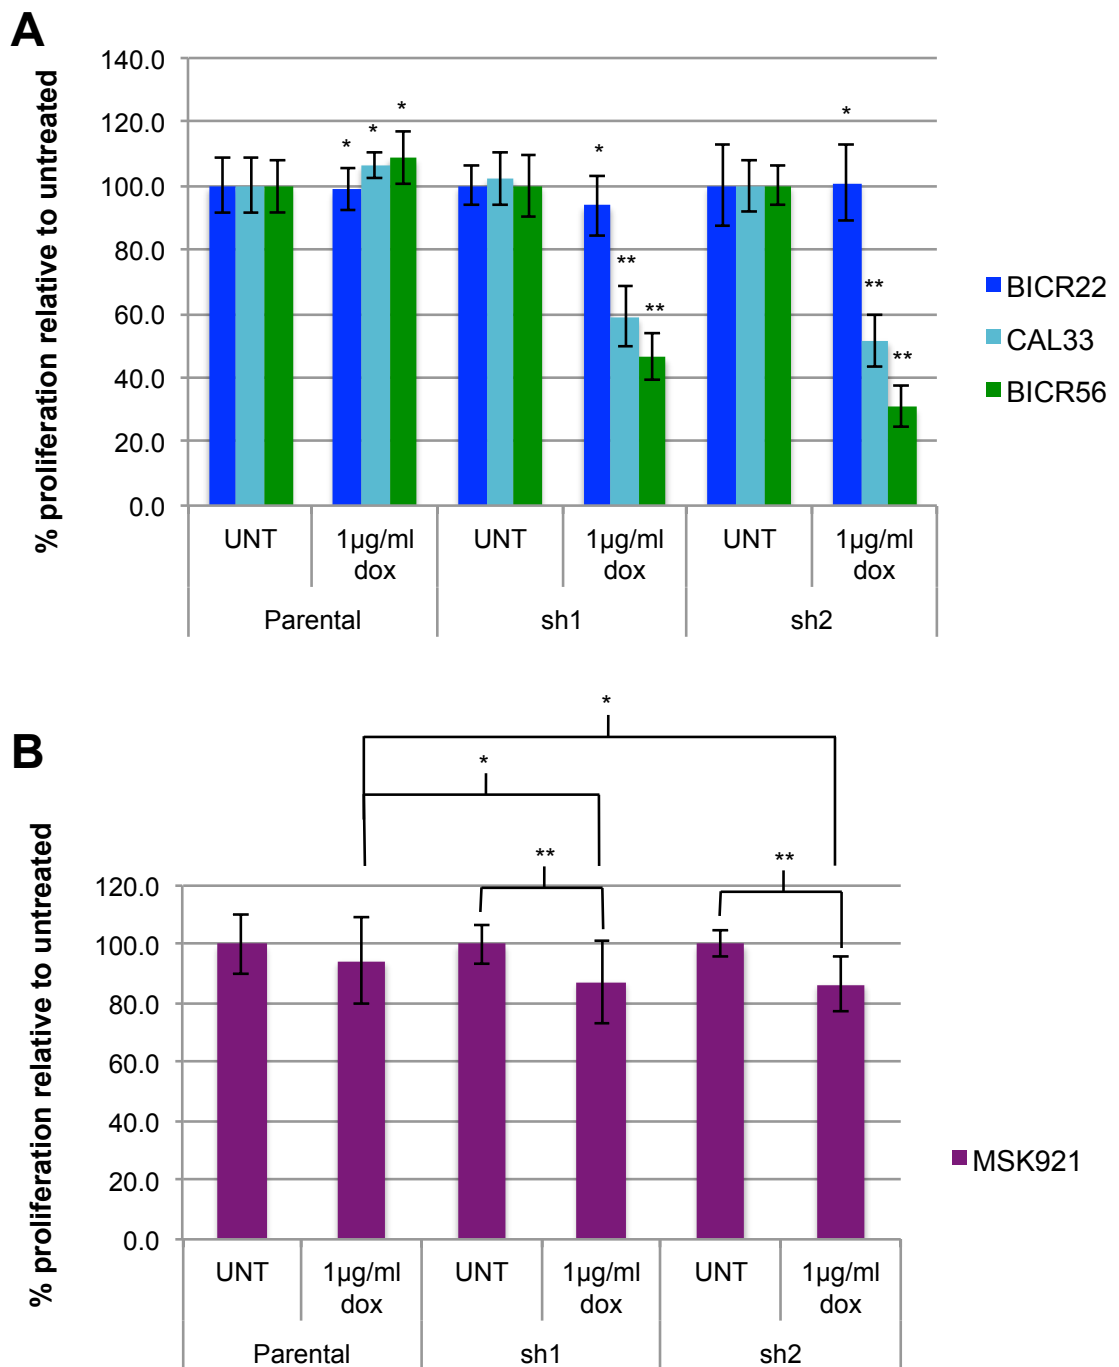 A
% proliferation relative to untreated
140.0
120.0
100.0
80.0
60.0
40.0
20.0
0.0
* * * * ** ** * ** **
UNT 1µg/ml dox UNT 1µg/ml dox UNT 1µg/ml dox
Parental sh1 sh2
BICR22
CAL33
BICR56
B
% proliferation relative to untreated
*
*
** **
120.0
100.0
80.0
60.0
40.0
20.0
0.0
UNT 1µg/ml dox UNT 1µg/ml dox UNT 1µg/ml dox
Parental sh1 sh2
MSK921